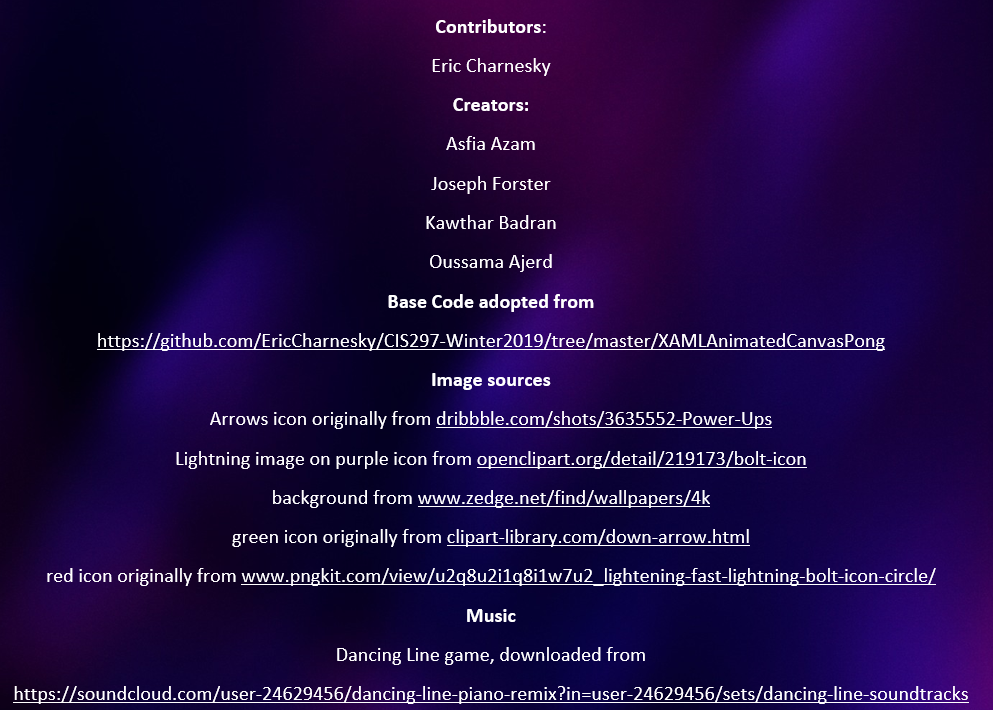 Contributors:
Eric Charnesky
Creators:
Asfia Azam
Joseph Forster
Kawthar Badran
Oussama Ajerd
Base Code adopted from
https://github.com/EricCharnesky/CIS297-Winter2019/tree/master/XAMLAnimatedCanvasPong
Image sources
Arrows icon originally from dribbble.com/shots/3635552-Power-Ups
Lightning image on purple icon from openclipart.org/detail/219173/bolt-icon
background from www.zedge.net/find/wallpapers/4k
green icon originally from clipart-library.com/down-arrow.html
red icon originally from www.pngkit.com/view/u2q8u2i1q8i1w7u2_lightening-fast-lightning-bolt-icon-circle/
Music
Dancing Line game, downloaded from
https://soundcloud.com/user-24629456/dancing-line-piano-remix?in=user-24629456/sets/dancing-line-soundtracks